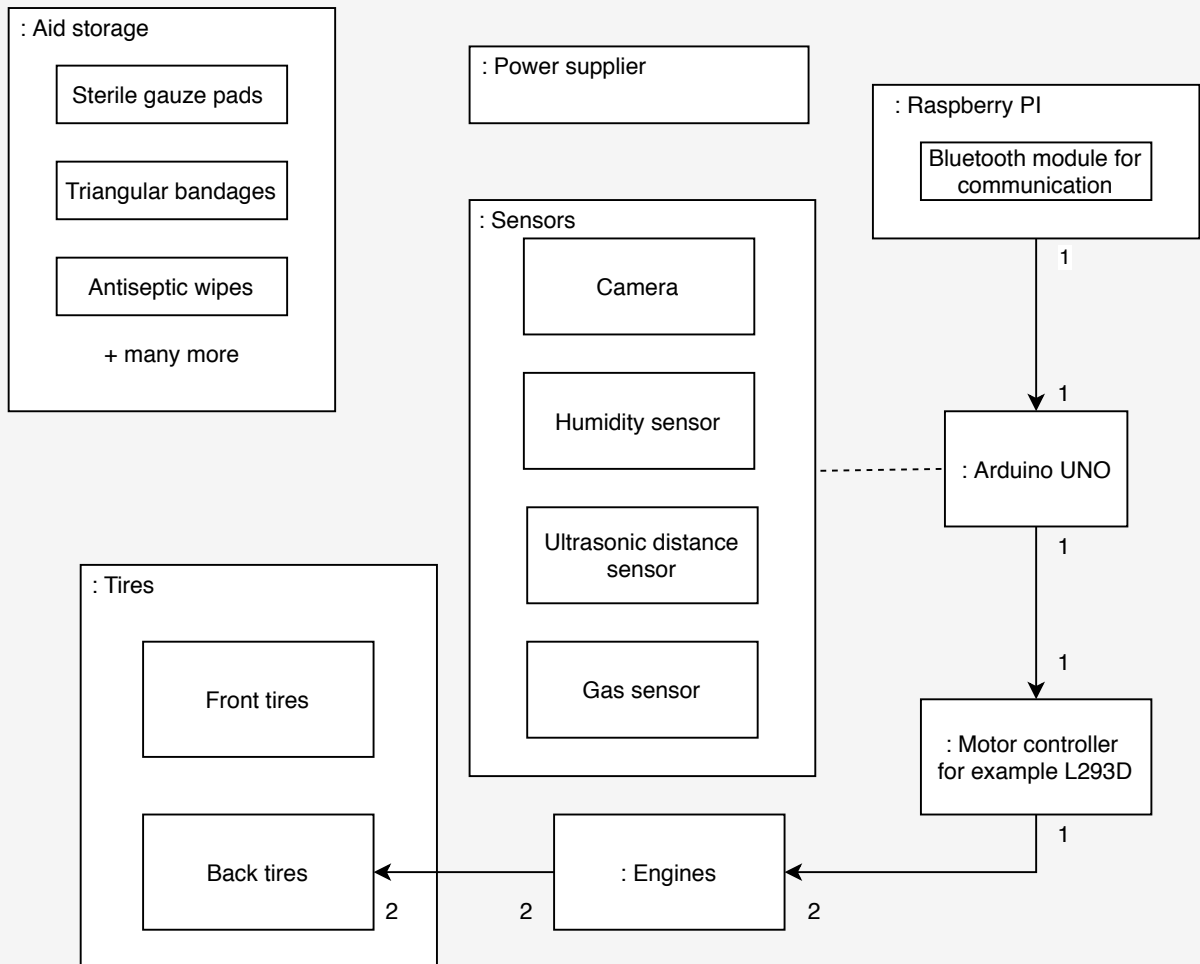 : Aid storage
Sterile gauze pads
Triangular bandages
Antiseptic wipes
+ many more
: Power supplier
: Raspberry PI
Bluetooth module for
communication
1
1
: Sensors
Camera
Humidity sensor
Ultrasonic distance
sensor
Gas sensor
: Arduino UNO
1
1
: Motor controller
for example L293D
1
: Tires
Front tires
Back tires
2
2
: Engines
2